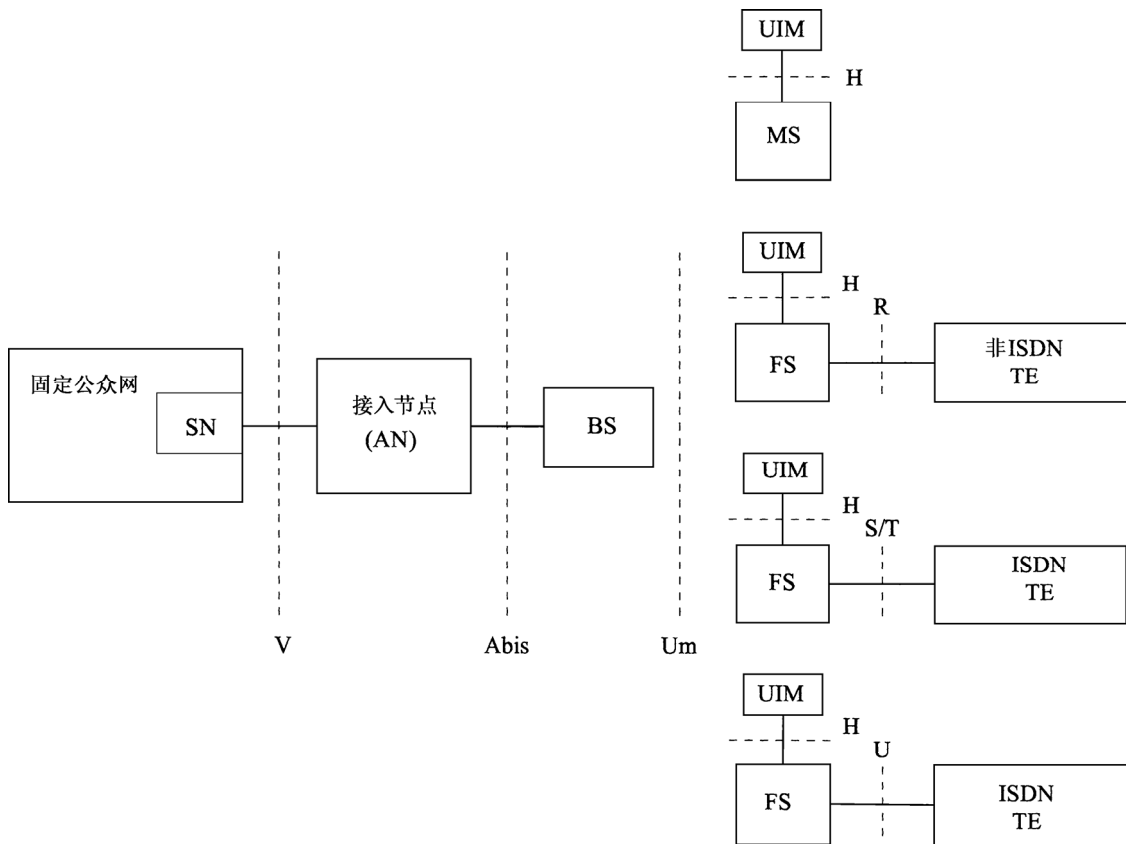 UIM
H
MS
UIM
H
R
FS
非ISDN
TE
固定公众网
SN
接入节点
(AN)
BS
UIM
H
S/T
FS
ISDN
TE
V
Abis
Um
UIM
H
U
FS
ISDN
TE